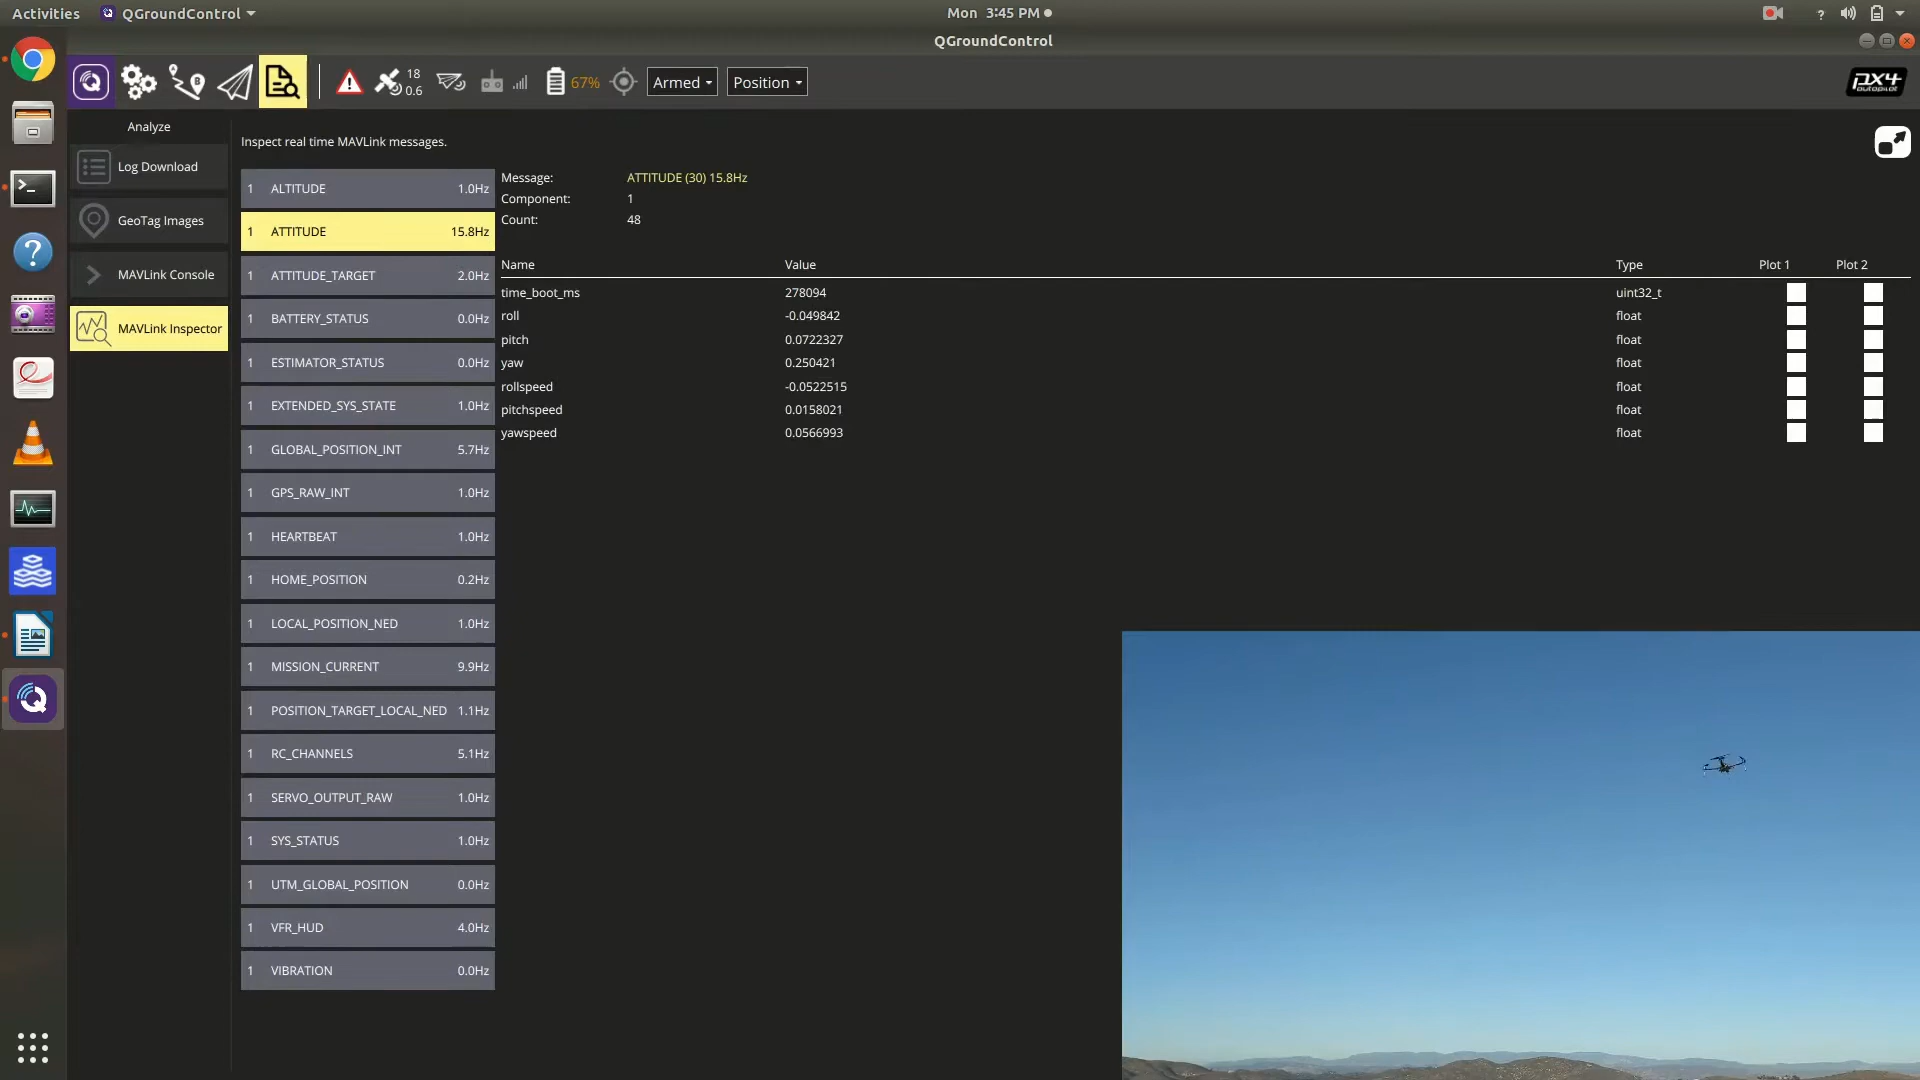 Activities QGroundControl Mon 3:45 PM ?
QGroundControl
18
0.6
67% Armed Position
px4
autopilot
Analyze
Log Download
GeoTag Images
MAVLink Console
MAVLink Inspector
Inspect real time MAVLink messages.
1 ALTITUDE 1.0Hz
1 ATTITUDE 15.8Hz
1 ATTITUDE_TARGET 2.0Hz
1 BATTERY_STATUS 0.0Hz
1 ESTIMATOR_STATUS 0.0Hz
1 EXTENDED_SYS_STATE 1.0Hz
1 GLOBAL_POSITION_INT 5.7Hz
1 GPS_RAW_INT 1.0Hz
1 HEARTBEAT 1.0Hz
1 HOME_POSITION 0.2Hz
1 LOCAL_POSITION_NED 1.0Hz
1 MISSION_CURRENT 9.9Hz
1 POSITION_TARGET_LOCAL_NED 1.1Hz
1 RC_CHANNELS 5.1Hz
1 SERVO_OUTPUT_RAW 1.0Hz
1 SYS_STATUS 1.0Hz
1 UTM_GLOBAL_POSITION 0.0Hz
1 VFR_HUD 4.0Hz
1 VIBRATION 0.0Hz
Message: ATTITUDE (30) 15.8Hz
Component: 1
Count: 48
Name Value Type Plot 1 Plot 2
time_boot_ms 278094 uint32_t
roll -0.049842 float
pitch 0.0722327 float
yaw 0.250421 float
rollspeed -0.0522515 float
pitchspeed 0.0158021 float
yawspeed 0.0566993 float